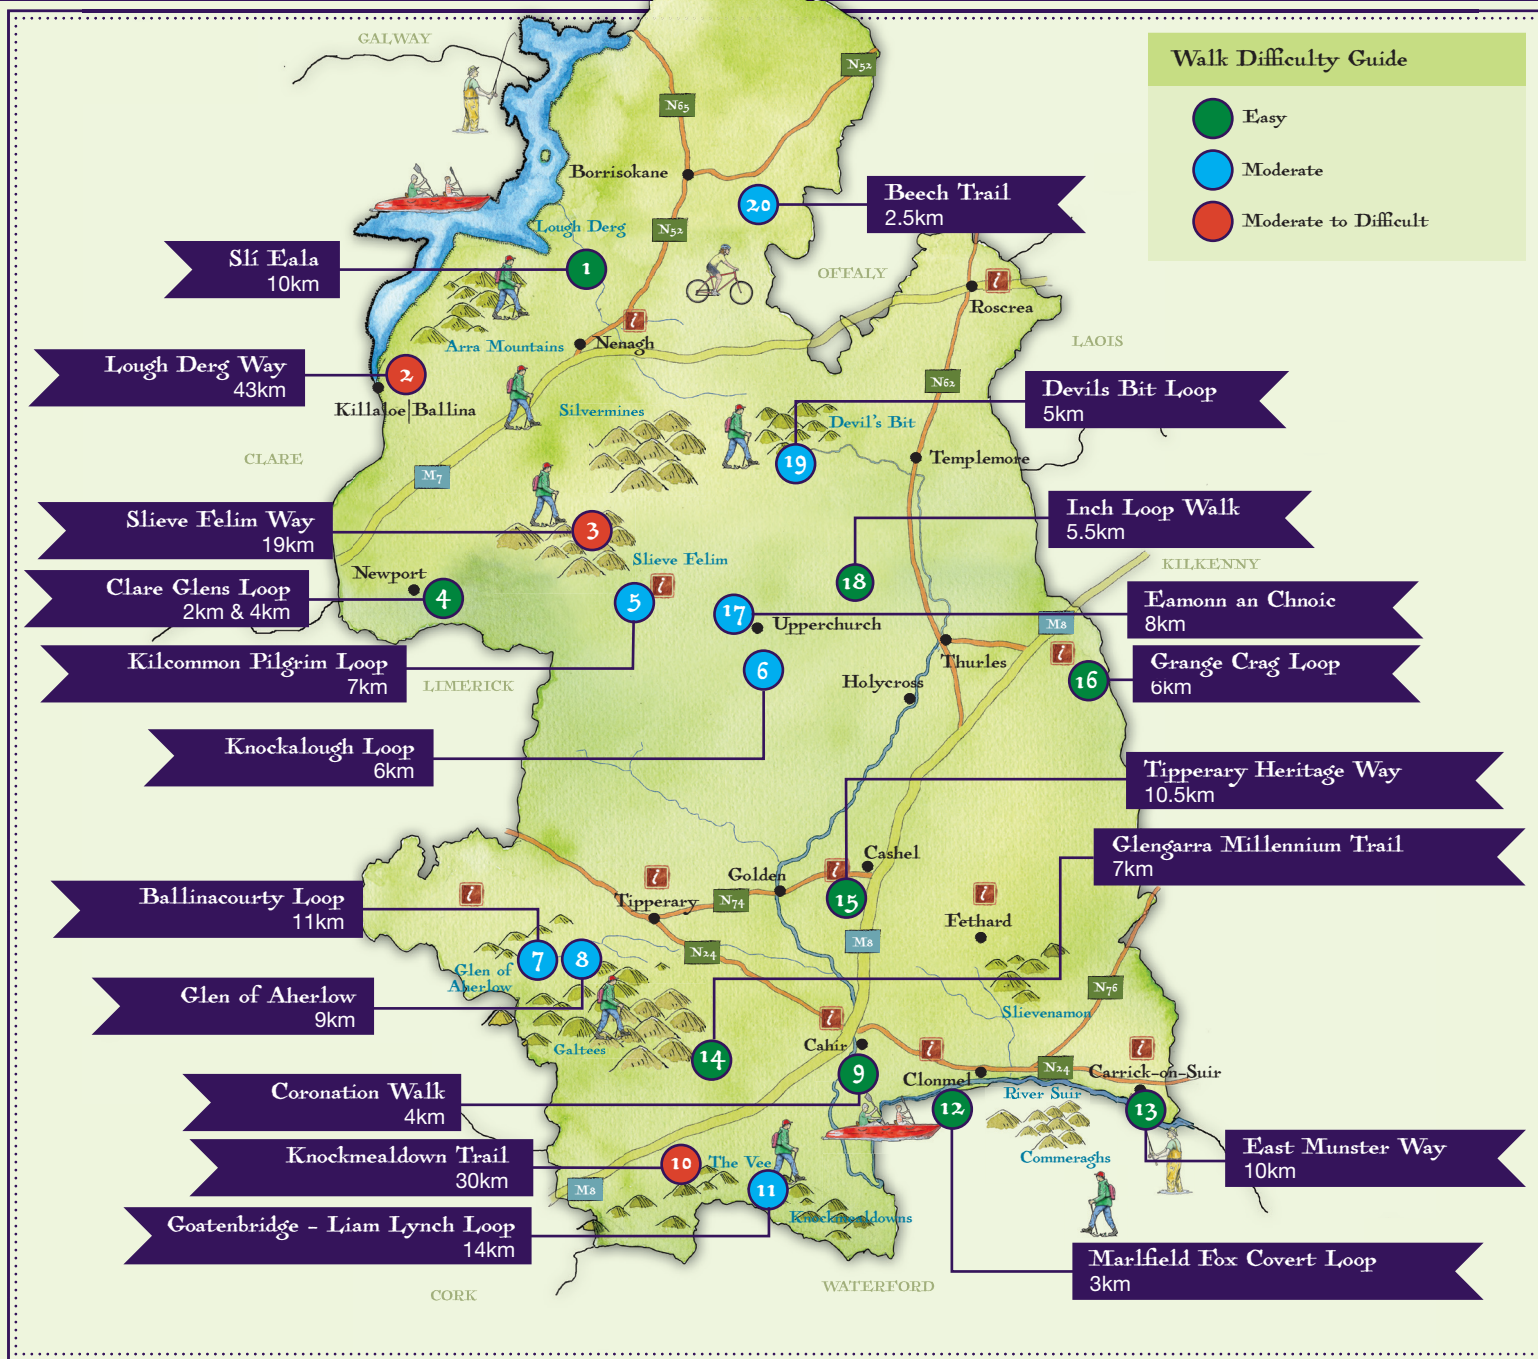 GALWAY
Walk Difficulty Guide
Easy
Moderate
Moderate to Difficult
N52
N65
Borrisokane
20
Beech Trail
2.5km
Lough Derg
N52
Slí Eala
10km
1
OFFALY
i
Roscrea
i
Arra Mountains
Nenagh
LAOIS
Lough Derg Way
43km
2
Killaloe|Ballina
N62
Devils Bit Loop
5km
Silvermines
Devil's Bit
19
Templemore
CLARE
M7
Inch Loop Walk
5.5km
Slieve Felim Way
19km
3
Slieve Felim
KILKENNY
Newport
Clare Glens Loop
2km & 4km
4
5
i
18
17
Upperchurch
Eamonn an Chnoic
8km
M8
Thurles
i
Kilcommon Pilgrim Loop
7km
LIMERICK
6
Holycross
16
Grange Crag Loop
6km
Knockalough Loop
6km
Tipperary Heritage Way
10.5km
Glengarra Millennium Trail
7km
Cashel
Golden
i
15
i
i
i
Tipperary
N74
Fethard
Ballinacourty Loop
11km
7
8
N24
M8
Glen of
Aherlow
Glen of Aherlow
9km
N76
Slievenamon
Galtees
14
i
Cahir
9
i
i
Clonmel
N24
Carrick-on-Suir
Coronation Walk
4km
River Suir
12
13
Knockmealdown Trail
30km
10
The Vee
Commeraghs
East Munster Way
10km
M8
11
Knockmealdowns
Goatenbridge - Liam Lynch Loop
14km
Marlfield Fox Covert Loop
3km
CORK
WATERFORD